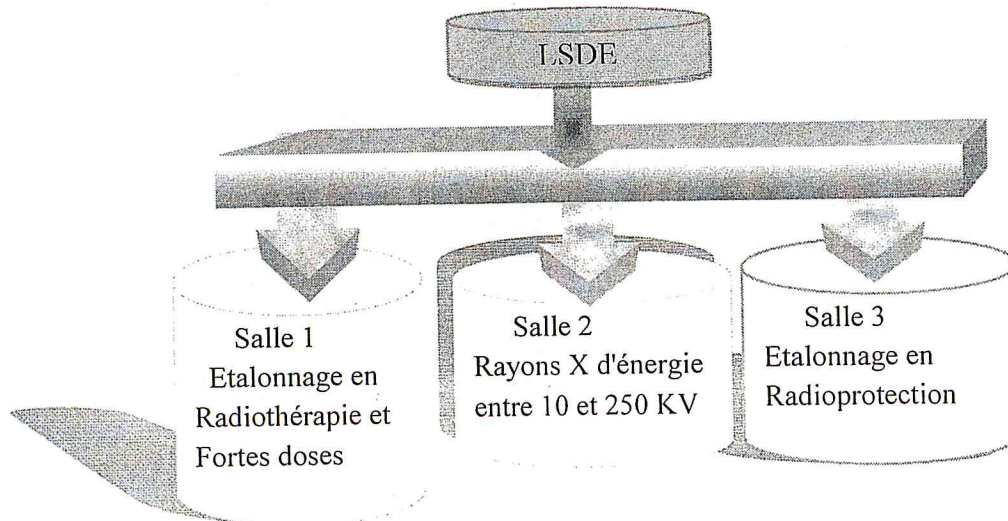 LSDE
Salle 1
Etalonnage en
Radiothérapie et
Fortes doses
Salle 2
Rayons X d'énergie
entre 10 et 250 KV
Salle 3
Etalonnage en
Radioprotection